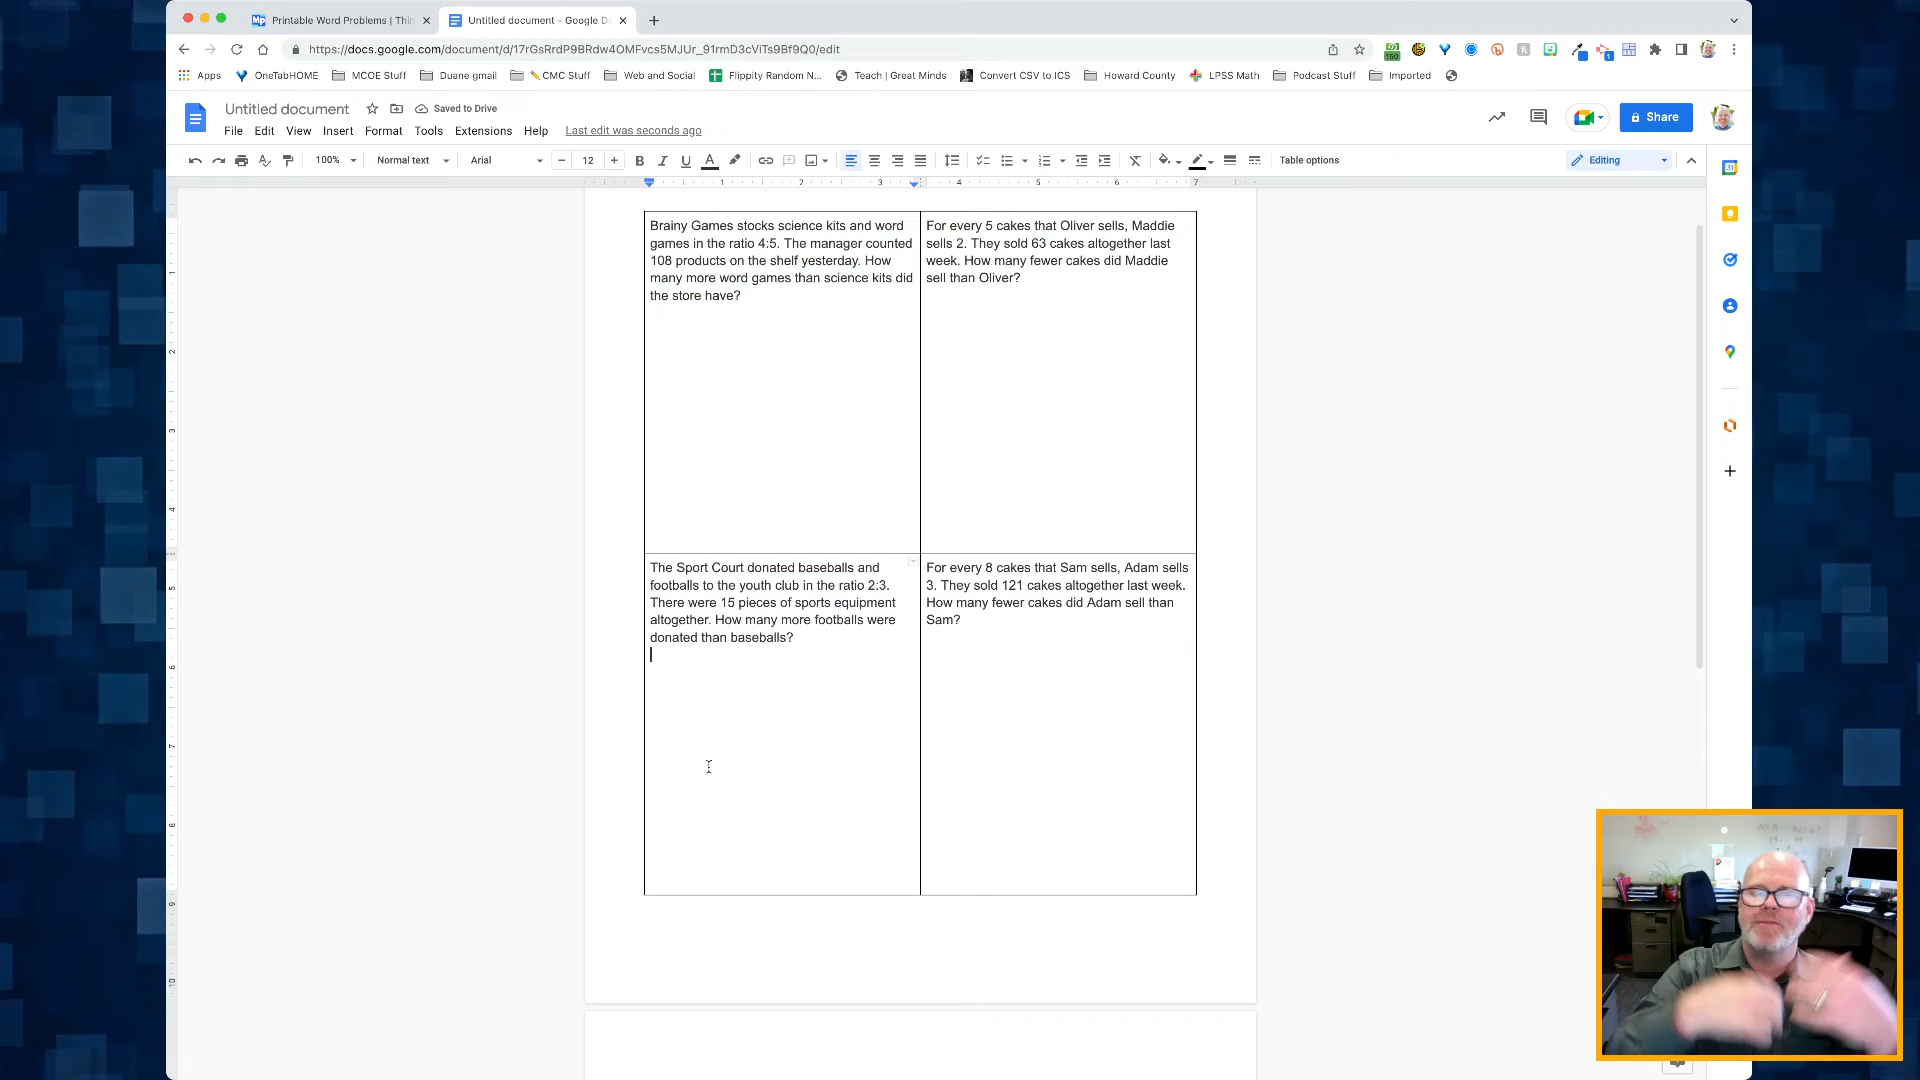 Printable Word Problems | Thin
Untitled document - Google Do
https://docs.google.com/document/d/17rGsRrdP9BRdw4OMFvcs5MJUr_91rmD3cViTs9Bf9Q0/edit
Apps
OneTabHOME
MCOE Stuff
Duane gmail
CMC Stuff
Web and Social
Flippity Random N...
Teach | Great Minds
Convert CSV to ICS
Howard County
LPSS Math
Podcast Stuff
Imported
Untitled document
Saved to Drive
File Edit View Insert Format Tools Extensions Help
Last edit was seconds ago
Share
100%
Normal text
Arial
12
Table options
Editing
Brainy Games stocks science kits and word
games in the ratio 4:5. The manager counted
108 products on the shelf yesterday. How
many more word games than science kits did
the store have?
For every 5 cakes that Oliver sells, Maddie
sells 2. They sold 63 cakes altogether last
week. How many fewer cakes did Maddie
sell than Oliver?
The Sport Court donated baseballs and
footballs to the youth club in the ratio 2:3.
There were 15 pieces of sports equipment
altogether. How many more footballs were
donated than baseballs?
For every 8 cakes that Sam sells, Adam sells
3. They sold 121 cakes altogether last week.
How many fewer cakes did Adam sell than
Sam?